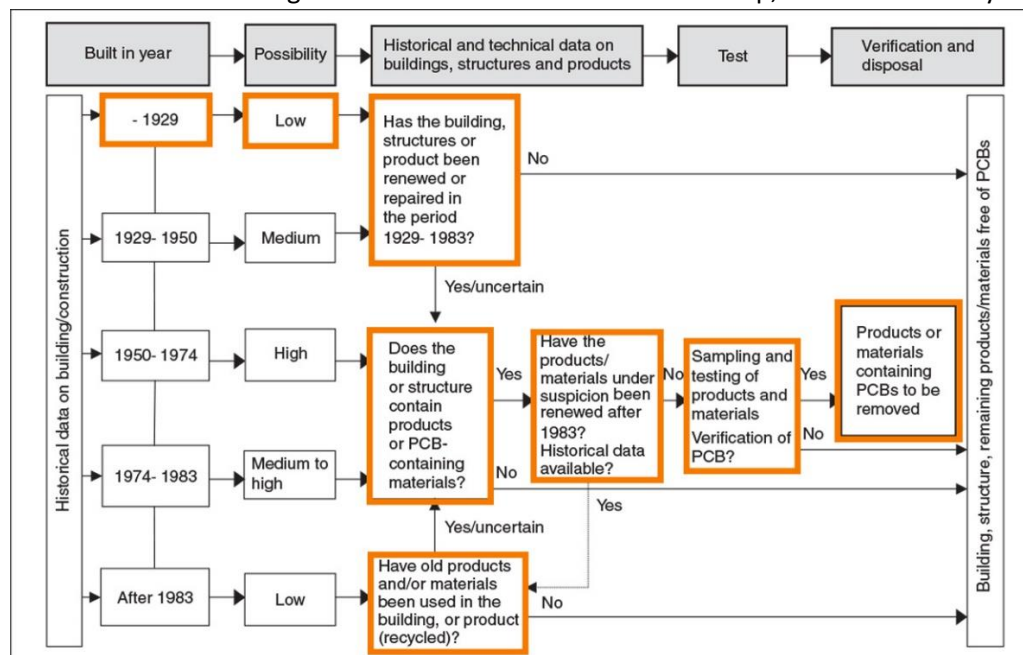 Built in year
Possibility
Historical and technical data on
buildings, structures and products
Test
Verification and
disposal
Historical data on building/construction
- 1929
Low
Has the building,
structures or
product been
renewed or
repaired in
the period
1929- 1983?
No
1929- 1950
Medium
Yes/uncertain
1950- 1974
High
Does the
building
or structure
contain
products
or PCB-
containing
materials?
Yes
Have the
products/
materials under
suspicion been
renewed after
1983?
Historical data
available?
No
Sampling and
testing of
products and
materials
Verification of
PCB?
Yes
No
Products or
materials
containing
PCBs to be
removed
1974- 1983
Medium to
high
No
Yes
Yes/uncertain
After 1983
Low
Have old products
and/or materials
been used in the
building, or product
(recycled)?
No
Building, structure, remaining products/materials free of PCBs